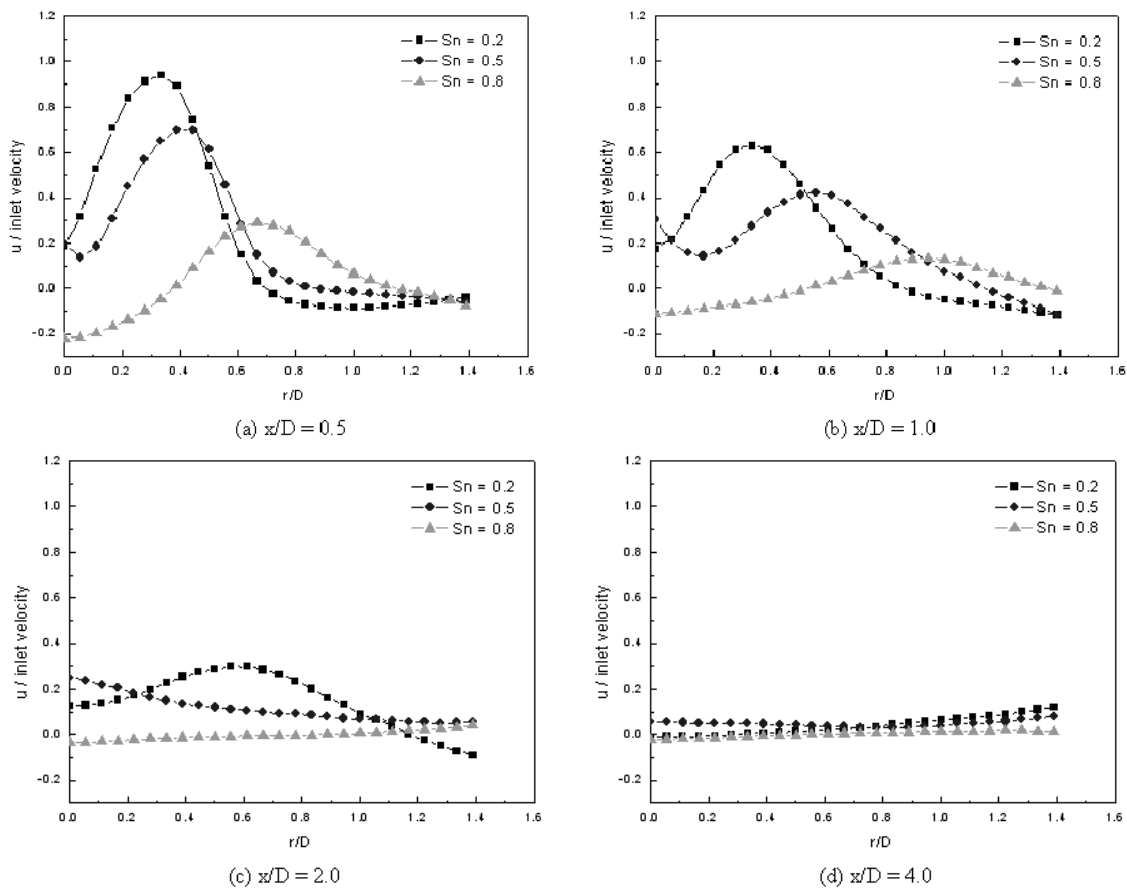 1.2
1.0
0.8
0.6
0.4
0.2
0.0
-0.2
u / inlet velocity
Sn = 0.2
Sn = 0.5
Sn = 0.8
0.0 0.2 0.4 0.6 0.8 1.0 1.2 1.4 1.6
r/D
(a) x/D = 0.5
1.2
1.0
0.8
0.6
0.4
0.2
0.0
-0.2
u / inlet velocity
Sn = 0.2
Sn = 0.5
Sn = 0.8
0.0 0.2 0.4 0.6 0.8 1.0 1.2 1.4 1.6
r/D
(b) x/D = 1.0
1.2
1.0
0.8
0.6
0.4
0.2
0.0
-0.2
u / inlet velocity
Sn = 0.2
Sn = 0.5
Sn = 0.8
0.0 0.2 0.4 0.6 0.8 1.0 1.2 1.4 1.6
r/D
(c) x/D = 2.0
1.2
1.0
0.8
0.6
0.4
0.2
0.0
-0.2
u / inlet velocity
Sn = 0.2
Sn = 0.5
Sn = 0.8
0.0 0.2 0.4 0.6 0.8 1.0 1.2 1.4 1.6
r/D
(d) x/D = 4.0